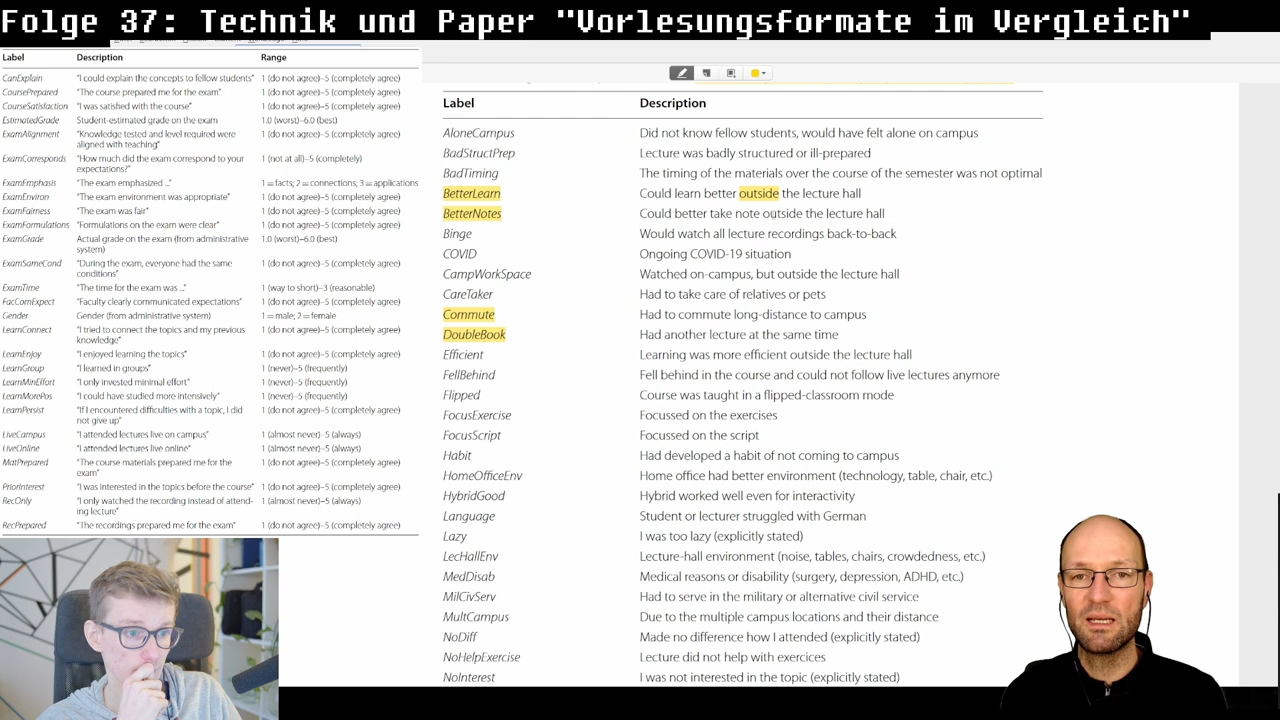 Folge 37: Technik und Paper "Vorlesungsformate im Vergleich"
Label Description Range
CanExplain "I could explain the concepts to fellow students" 1 (do not agree)–5 (completely agree)
CoursePrepared "The course prepared me for the exam" 1 (do not agree)–5 (completely agree)
CourseSatisfaction "I was satisfied with the course" 1 (do not agree)–5 (completely agree)
EstimatedGrade Student-estimated grade on the exam 1.0 (worst)–6.0 (best)
ExamAlignment "Knowledge tested and level required were 1 (do not agree)–5 (completely agree)
aligned with teaching"
ExamCorresponds "How much did the exam correspond to your 1 (not at all)–5 (completely)
expectations?"
ExamEmphasis "The exam emphasized ..." 1 = facts; 2 = connections; 3 = applications
ExamEnviron "The exam environment was appropriate" 1 (do not agree)–5 (completely agree)
ExamFairness "The exam was fair" 1 (do not agree)–5 (completely agree)
ExamFormulations "Formulations on the exam were clear" 1 (do not agree)–5 (completely agree)
ExamGrade Actual grade on the exam (from administrative 1.0 (worst)–6.0 (best)
system)
ExamSameCond "During the exam, everyone had the same 1 (do not agree)–5 (completely agree)
conditions"
ExamTime "The time for the exam was ..." 1 (way to short)–3 (reasonable)
FacComExpect "Faculty clearly communicated expectations" 1 (do not agree)–5 (completely agree)
Gender Gender (from administrative system) 1 = male; 2 = female
LearnConnect "I tried to connect the topics and my previous 1 (do not agree)–5 (completely agree)
knowledge"
LearnEnjoy "I enjoyed learning the topics" 1 (do not agree)–5 (completely agree)
LearnGroup "I learned in groups" 1 (never)–5 (frequently)
LearnMinEffort "I only invested minimal effort" 1 (never)–5 (frequently)
LearnMorePos "I could have studied more intensively" 1 (never)–5 (frequently)
LearnPersist "If I encountered difficulties with a topic, I did 1 (do not agree)–5 (completely agree)
not give up"
LiveCampus "I attended lectures live on campus" 1 (almost never)–5 (always)
LiveOnline "I attended lectures live online" 1 (almost never)–5 (always)
MatPrepared "The course materials prepared me for the 1 (do not agree)–5 (completely agree)
exam"
PriorInterest "I was interested in the topics before the course" 1 (do not agree)–5 (completely agree)
RecOnly "I only watched the recording instead of attend- 1 (almost never)–5 (always)
ing lecture"
RecPrepared "The recordings prepared me for the exam" 1 (do not agree)–5 (completely agree)
Label Description
AloneCampus Did not know fellow students, would have felt alone on campus
BadStructPrep Lecture was badly structured or ill-prepared
BadTiming The timing of the materials over the course of the semester was not optimal
BetterLearn Could learn better outside the lecture hall
BetterNotes Could better take note outside the lecture hall
Binge Would watch all lecture recordings back-to-back
COVID Ongoing COVID-19 situation
CampWorkSpace Watched on-campus, but outside the lecture hall
CareTaker Had to take care of relatives or pets
Commute Had to commute long-distance to campus
DoubleBook Had another lecture at the same time
Efficient Learning was more efficient outside the lecture hall
FellBehind Fell behind in the course and could not follow live lectures anymore
Flipped Course was taught in a flipped-classroom mode
FocusExercise Focussed on the exercises
FocusScript Focussed on the script
Habit Had developed a habit of not coming to campus
HomeOfficeEnv Home office had better environment (technology, table, chair, etc.)
HybridGood Hybrid worked well even for interactivity
Language Student or lecturer struggled with German
Lazy I was too lazy (explicitly stated)
LecHallEnv Lecture-hall environment (noise, tables, chairs, crowdedness, etc.)
MedDisab Medical reasons or disability (surgery, depression, ADHD, etc.)
MilCivServ Had to serve in the military or alternative civil service
MultCampus Due to the multiple campus locations and their distance
NoDiff Made no difference how I attended (explicitly stated)
NoHelpExercise Lecture did not help with exercices
NoInterest I was not interested in the topic (explicitly stated)